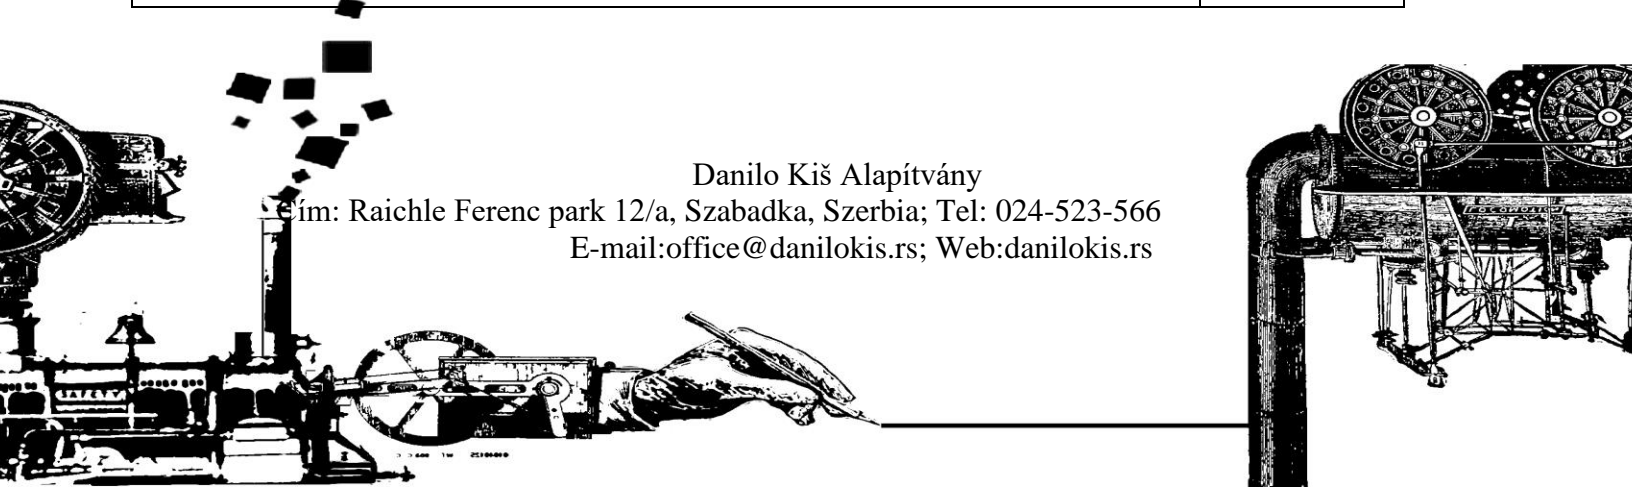 Danilo Kiš Alapítvány
Cím: Raichle Ferenc park 12/a, Szabadka, Szerbia; Tel: 024-523-566
E-mail:office@danilokis.rs; Web:danilokis.rs